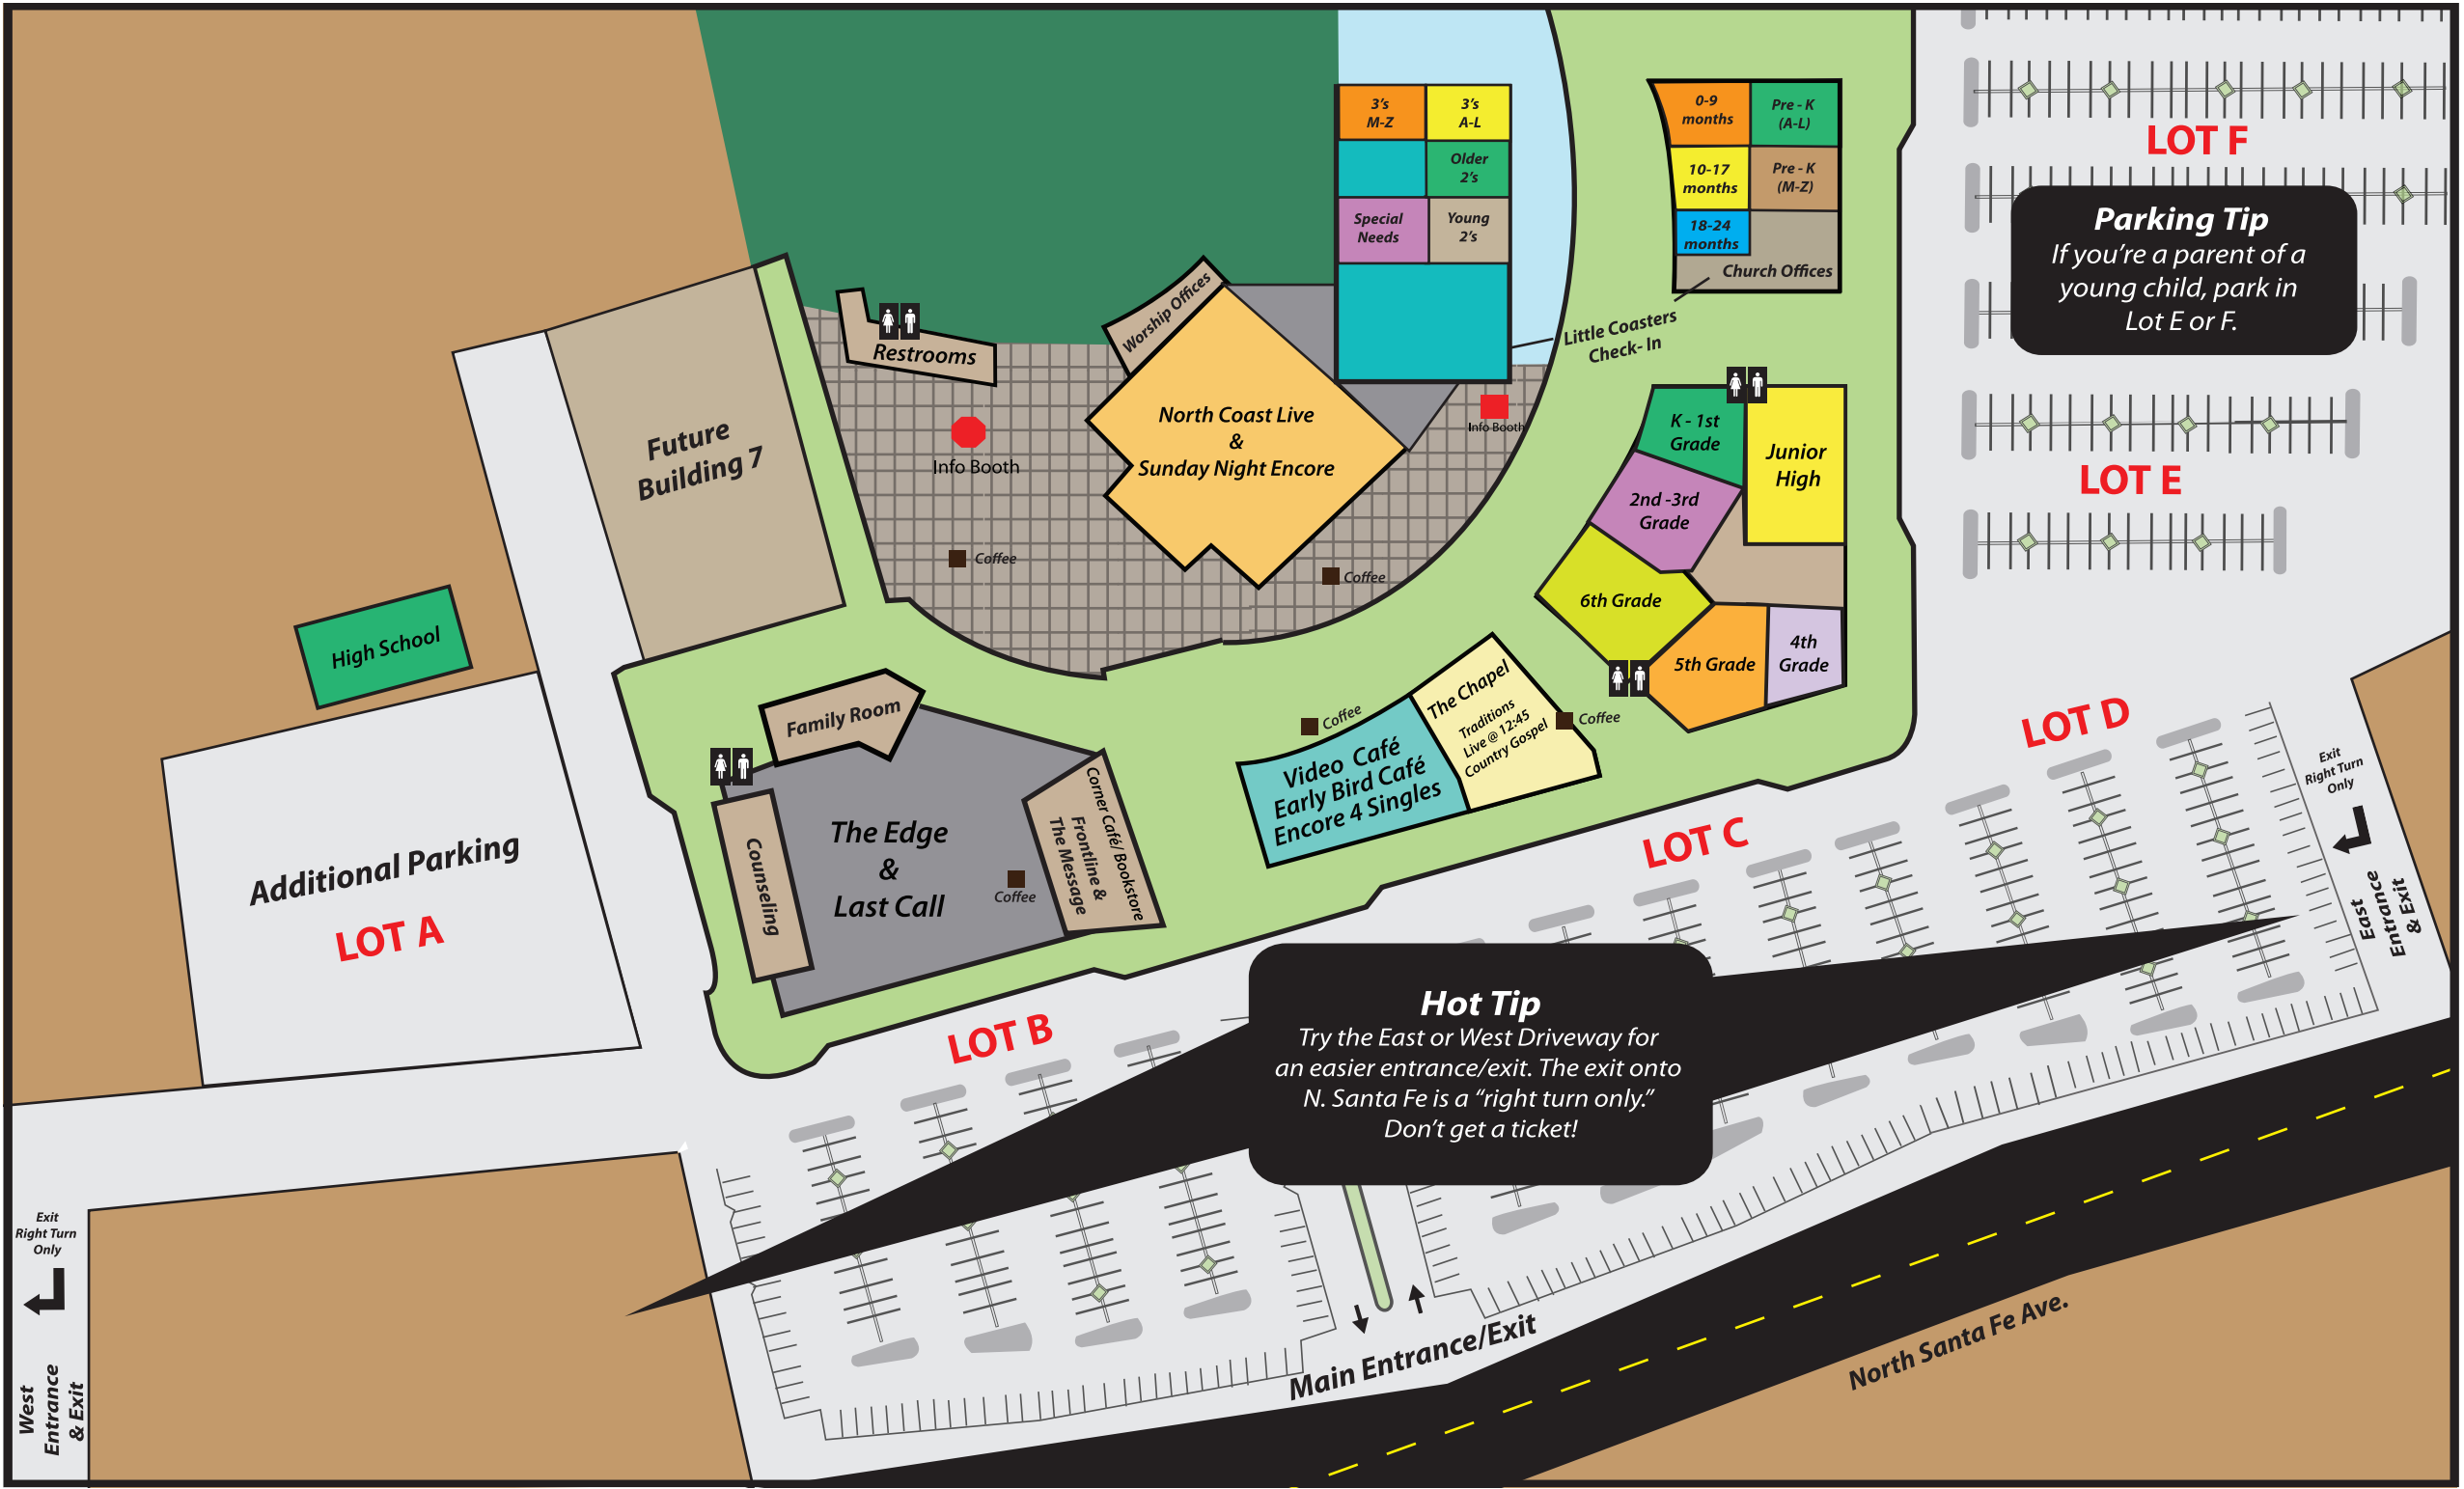 3's
M-Z
3's
A-L
Older
2's
Special
Needs
Young
2's
0-9
months
Pre - K
(A-L)
10-17
months
Pre - K
(M-Z)
18-24
months
Church Offices
Little Coasters
Check- In
LOT F
Parking Tip
If you're a parent of a
young child, park in
Lot E or F.
LOT E
Worship Offices
Restrooms
Info Booth
North Coast Live
&
Sunday Night Encore
Info Booth
Coffee
Coffee
Future
Building 7
High School
K - 1st
Grade
Junior
High
2nd -3rd
Grade
6th Grade
5th Grade
4th
Grade
Family Room
Counseling
The Edge
&
Last Call
Coffee
Corner Café/ Bookstore
Frontline &
The Message
Coffee
Video Café
Early Bird Café
Encore 4 Singles
The Chapel
Traditions
Live @ 12:45
Country Gospel
Coffee
Additional Parking
LOT A
LOT B
LOT C
LOT D
Exit
Right Turn
Only
East
Entrance
& Exit
Hot Tip
Try the East or West Driveway for
an easier entrance/exit. The exit onto
N. Santa Fe is a “right turn only.”
Don't get a ticket!
Exit
Right Turn
Only
West
Entrance
& Exit
Main Entrance/Exit
North Santa Fe Ave.